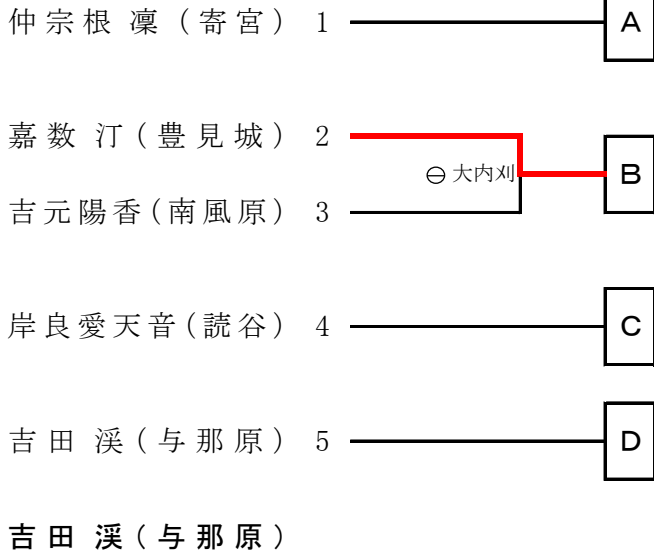 仲宗根 凜（寄宮） 1 A
嘉数 汀（豊見城） 2
⊖ 大内刈 B
吉元陽香（南風原） 3
岸良愛天音（読谷） 4 C
吉田 渓（与那原） 5 D
吉田 渓（与那原）